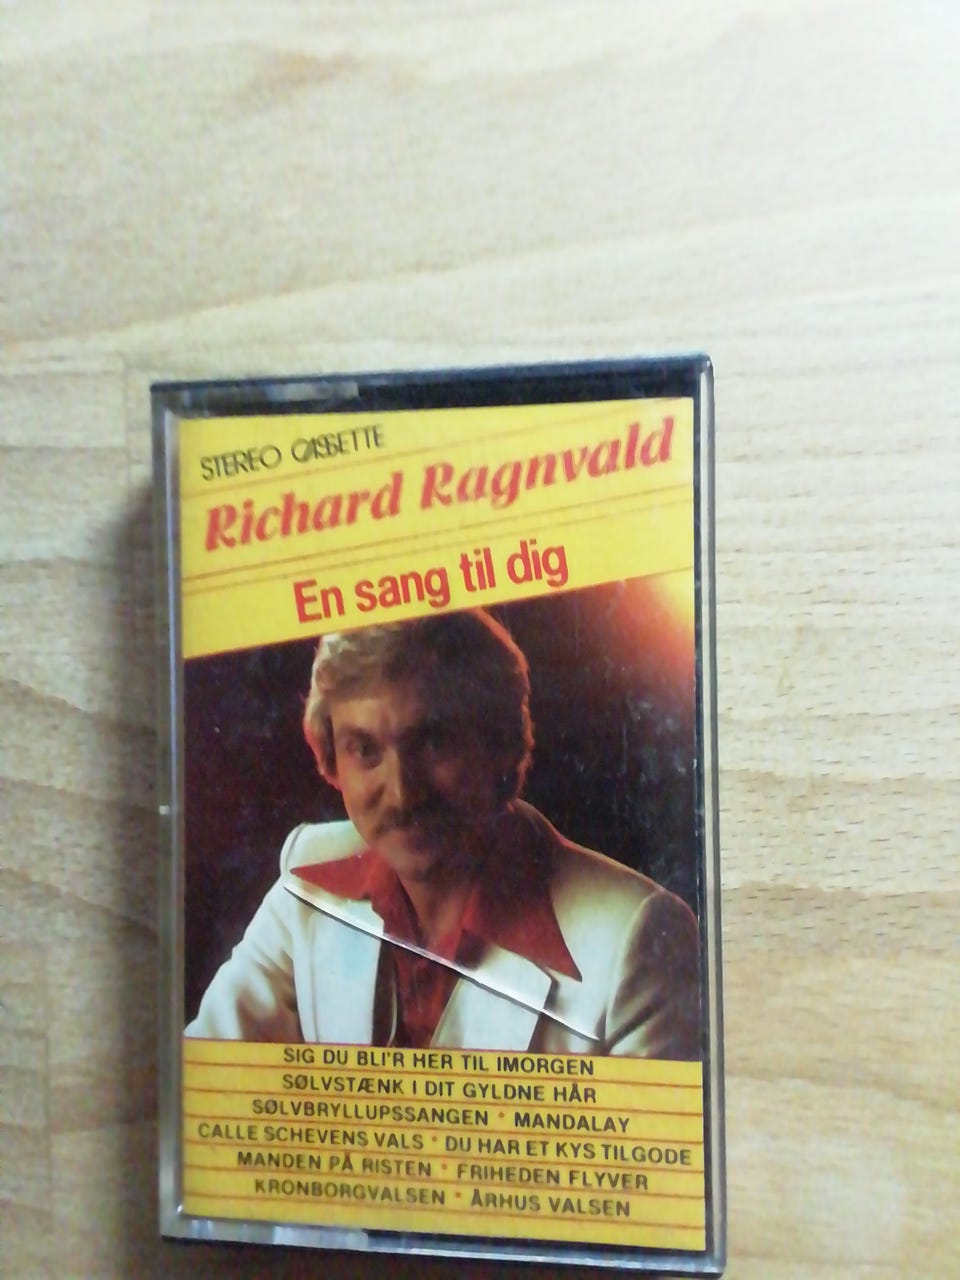 STEREO CASSETTE
Richard Ragnvald
En sang til dig
SIG DU BLI'R HER TIL IMORGEN
SØLVSTÆNK I DIT GYLDNE HÅR
SØLVBRYLLUPSSANGEN • MANDALAY
CALLE SCHEVENS VALS • DU HAR ET KYS TILGODE
MANDEN PÅ RISTEN • FRIHEDEN FLYVER
KRONBORGVALSEN • ÅRHUS VALSEN